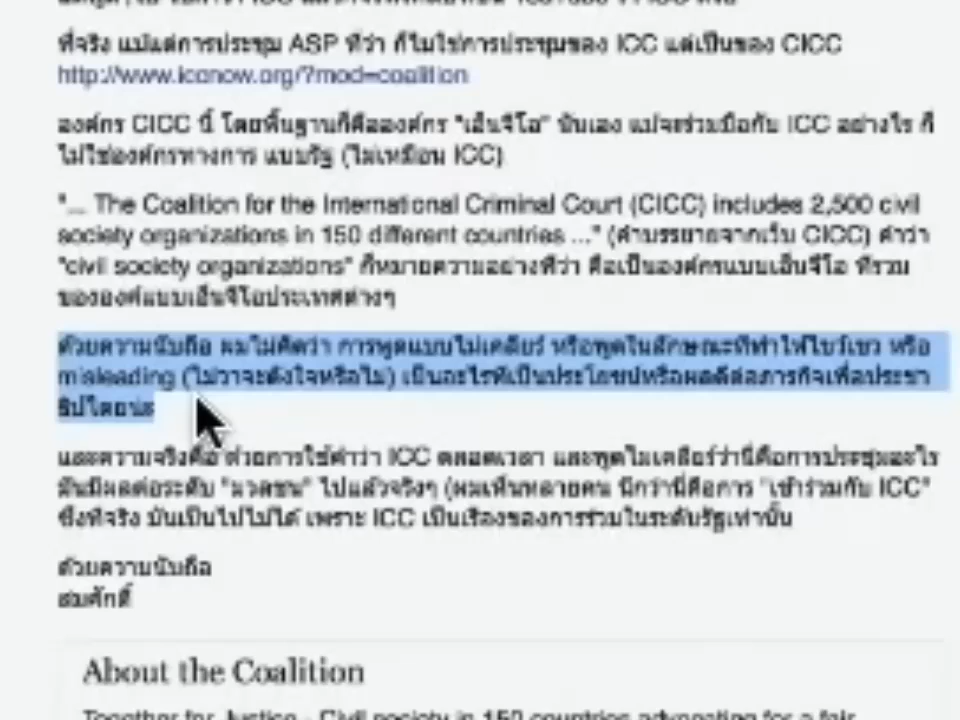 ที่จริง แม้แต่การประชุม ASP ที่ว่า ก็ไม่ใช่การประชุมของ ICC แต่เป็นของ CICC
http://www.iccnow.org/?mod=coalition
องค์กร CICC นี้ โดยพื้นฐานก็คือองค์กร "เอ็นจีโอ" นั่นเอง แม้จะร่วมมือกับ ICC อย่างไร ก็
ไม่ใช่องค์กรทางการ แบบรัฐ (ไม่เหมือน ICC)
"... The Coalition for the International Criminal Court (CICC) includes 2,500 civil
society organizations in 150 different countries ..." (คำบรรยายจากเว็บ CICC) คำว่า
"civil society organizations" ก็หมายความอย่างที่ว่า คือเป็นองค์กรแบบเอ็นจีโอ ที่รวม
ขององค์แบบเอ็นจีโอประเทศต่างๆ
ด้วยความนับถือ ผมไม่คิดว่า การพูดแบบไม่เคลียร์ หรือพูดในลักษณะที่ทำให้ไขว้เขว หรือ
misleading (ไม่ว่าจะตั้งใจหรือไม่) เป็นอะไรที่เป็นประโยชน์หรือผลดีต่อภารกิจเพื่อประชา
ธิปไตยน่ะ
และความจริงคือ ด้วยการใช้คำว่า ICC ตลอดเวลา และพูดไม่เคลียร์ว่านี่คือการประชุมอะไร
มันมีผลต่อระดับ "มวลชน" ไปแล้วจริงๆ (ผมเห็นหลายคน นึกว่านี่คือการ "เข้าร่วมกับ ICC"
ซึ่งที่จริง มันเป็นไปไม่ได้ เพราะ ICC เป็นเรื่องของการร่วมในระดับรัฐเท่านั้น
ด้วยความนับถือ
สมศักดิ์
About the Coalition
Together for Justice - Civil society in 150 countries advocating for a fair